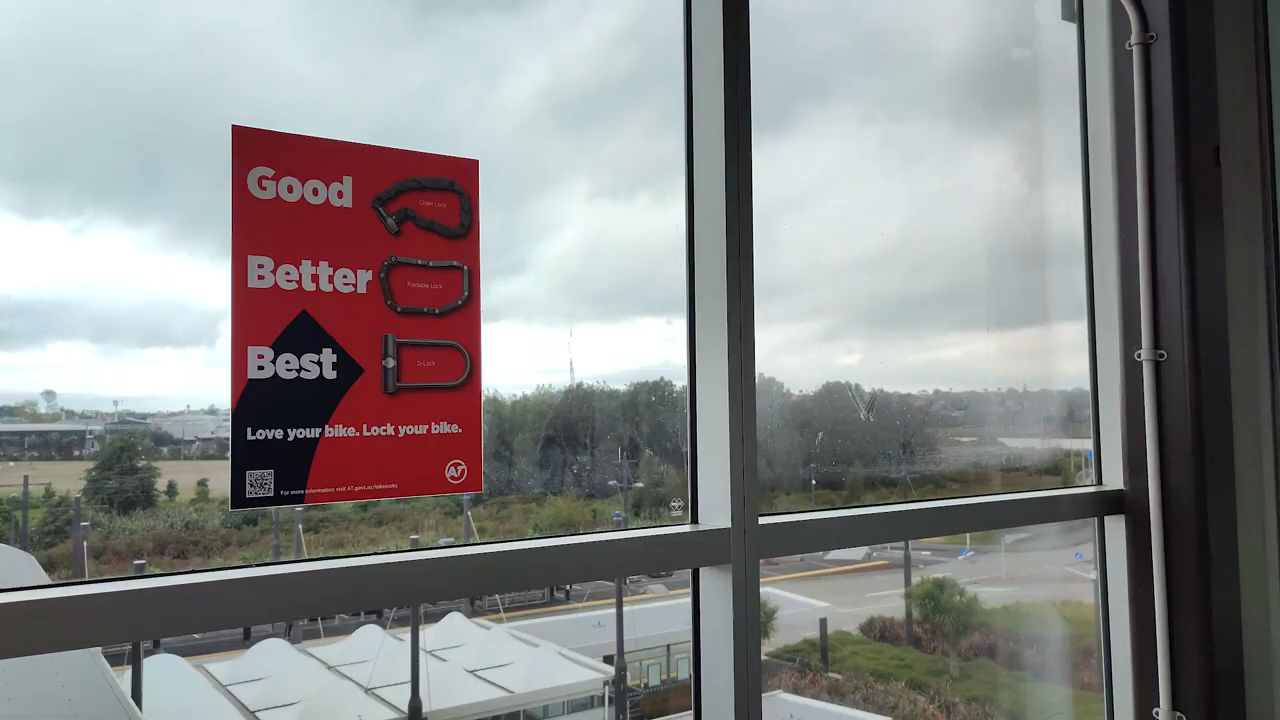 Good
Chain Lock
Better
Foldable Lock
Best
D-Lock
Love your bike. Lock your bike.
For more information visit AT.govt.nz/bikelocks
AT